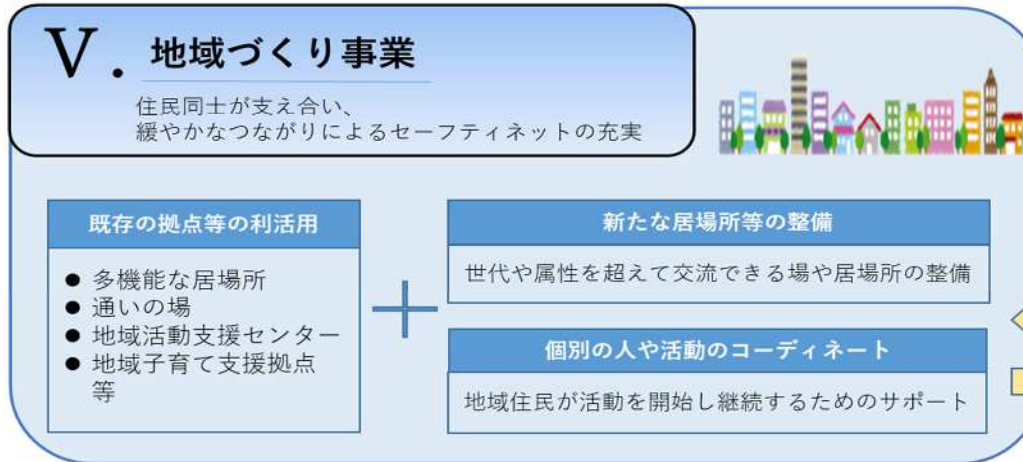 Ⅴ. 地域づくり事業
住民同士が支え合い、
緩やかなつながりによるセーフティネットの充実
既存の拠点等の利活用
● 多機能な居場所
● 通いの場
● 地域活動支援センター
● 地域子育て支援拠点
等
新たな居場所等の整備
世代や属性を超えて交流できる場や居場所の整備
個別の人や活動のコーディネート
地域住民が活動を開始し継続するためのサポート